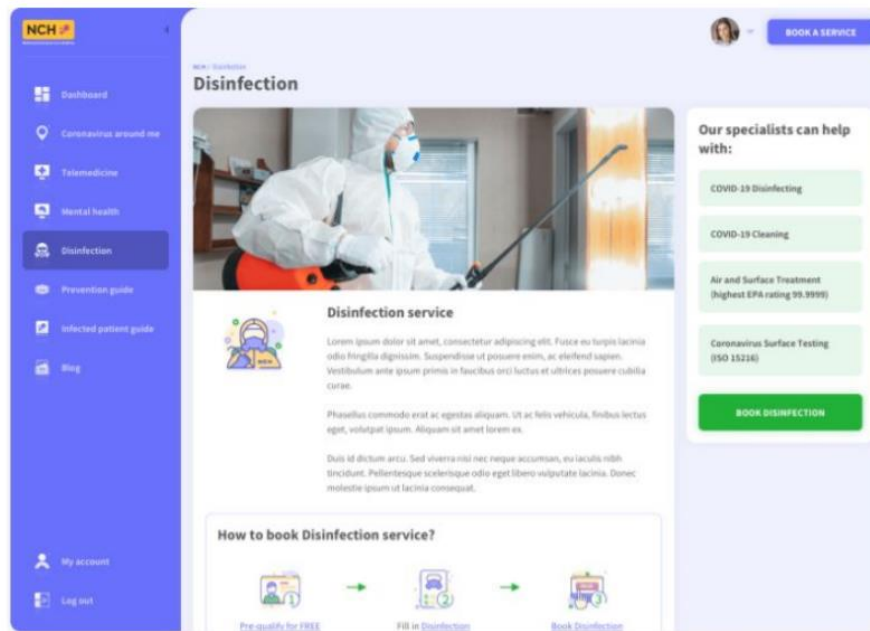 NCH
Dashboard
Coronavirus around me
Telemedicine
Mental health
Disinfection
Prevention guide
Infected patient guide
Blog
My account
Log out
BOOK A SERVICE
NCH / Disinfection
Disinfection
Disinfection service
Lorem ipsum dolor sit amet, consectetur adipiscing elit. Fusce eu turpis lacinia
odio fringilla dignissim. Suspendisse ut posuere enim, ac eleifend sapien.
Vestibulum ante ipsum primis in faucibus orci luctus et ultrices posuere cubilia
curae.
Phasellus commodo erat ac egestas aliquam. Ut ac felis vehicula, finibus lectus
eget, volutpat ipsum. Aliquam sit amet lorem ex.
Duis id dictum arcu. Sed viverra nisi nec neque accumsan, eu iaculis nibh
tincidunt. Pellentesque scelerisque odio eget libero vulputate lacinia. Donec
molestie ipsum ut lacinia consequat.
How to book Disinfection service?
1
2
3
Pre-qualify for FREE
Fill in Disinfection
Book Disinfection
Our specialists can help
with:
COVID-19 Disinfecting
COVID-19 Cleaning
Air and Surface Treatment
(highest EPA rating 99.9999)
Coronavirus Surface Testing
(ISO 15216)
BOOK DISINFECTION